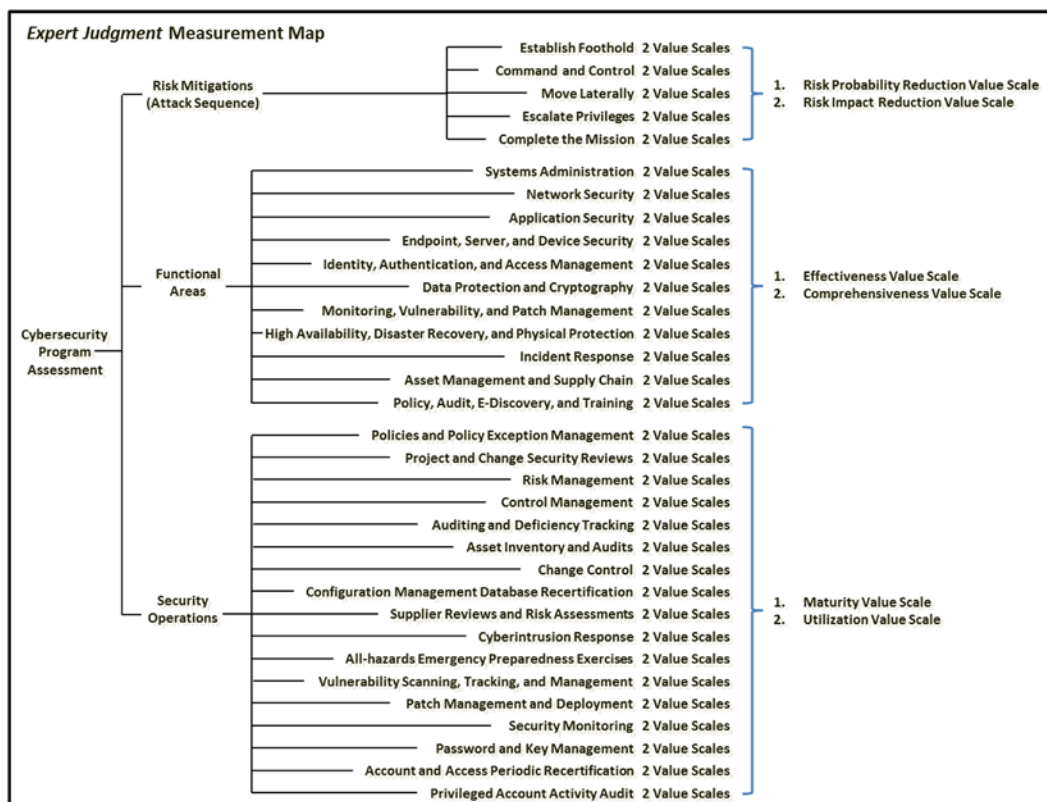 Expert Judgment Measurement Map
Risk Mitigations
(Attack Sequence)
Establish Foothold 2 Value Scales
Command and Control 2 Value Scales
Move Laterally 2 Value Scales
Escalate Privileges 2 Value Scales
Complete the Mission 2 Value Scales
1. Risk Probability Reduction Value Scale
2. Risk Impact Reduction Value Scale
Cybersecurity
Program
Assessment
Functional
Areas
Systems Administration 2 Value Scales
Network Security 2 Value Scales
Application Security 2 Value Scales
Endpoint, Server, and Device Security 2 Value Scales
Identity, Authentication, and Access Management 2 Value Scales
Data Protection and Cryptography 2 Value Scales
Monitoring, Vulnerability, and Patch Management 2 Value Scales
High Availability, Disaster Recovery, and Physical Protection 2 Value Scales
Incident Response 2 Value Scales
Asset Management and Supply Chain 2 Value Scales
Policy, Audit, E-Discovery, and Training 2 Value Scales
1. Effectiveness Value Scale
2. Comprehensiveness Value Scale
Security
Operations
Policies and Policy Exception Management 2 Value Scales
Project and Change Security Reviews 2 Value Scales
Risk Management 2 Value Scales
Control Management 2 Value Scales
Auditing and Deficiency Tracking 2 Value Scales
Asset Inventory and Audits 2 Value Scales
Change Control 2 Value Scales
Configuration Management Database Recertification 2 Value Scales
Supplier Reviews and Risk Assessments 2 Value Scales
Cyberintrusion Response 2 Value Scales
All-hazards Emergency Preparedness Exercises 2 Value Scales
Vulnerability Scanning, Tracking, and Management 2 Value Scales
Patch Management and Deployment 2 Value Scales
Security Monitoring 2 Value Scales
Password and Key Management 2 Value Scales
Account and Access Periodic Recertification 2 Value Scales
Privileged Account Activity Audit 2 Value Scales
1. Maturity Value Scale
2. Utilization Value Scale